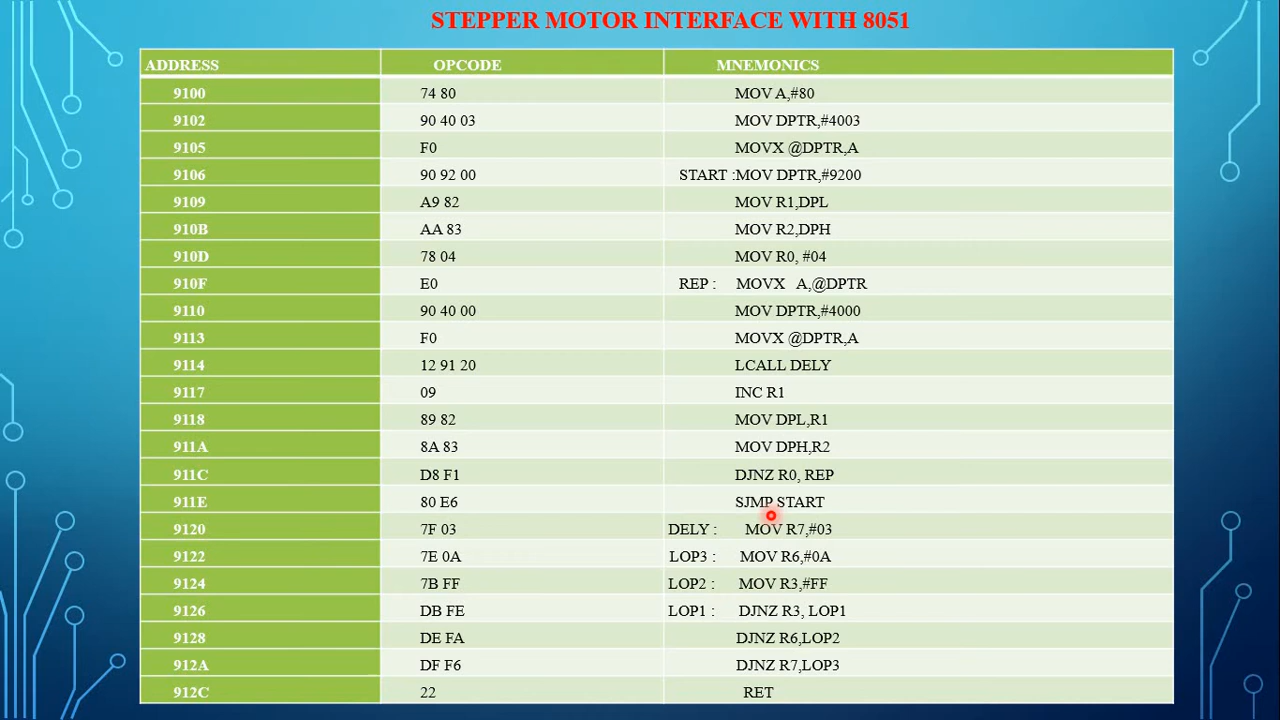 STEPPER MOTOR INTERFACE WITH 8051
ADDRESS OPCODE MNEMONICS
9100 74 80 MOV A,#80
9102 90 40 03 MOV DPTR,#4003
9105 F0 MOVX @DPTR,A
9106 90 92 00 START :MOV DPTR,#9200
9109 A9 82 MOV R1,DPL
910B AA 83 MOV R2,DPH
910D 78 04 MOV R0, #04
910F E0 REP : MOVX A,@DPTR
9110 90 40 00 MOV DPTR,#4000
9113 F0 MOVX @DPTR,A
9114 12 91 20 LCALL DELY
9117 09 INC R1
9118 89 82 MOV DPL,R1
911A 8A 83 MOV DPH,R2
911C D8 F1 DJNZ R0, REP
911E 80 E6 SJMP START
9120 7F 03 DELY : MOV R7,#03
9122 7E 0A LOP3 : MOV R6,#0A
9124 7B FF LOP2 : MOV R3,#FF
9126 DB FE LOP1 : DJNZ R3, LOP1
9128 DE FA DJNZ R6,LOP2
912A DF F6 DJNZ R7,LOP3
912C 22 RET